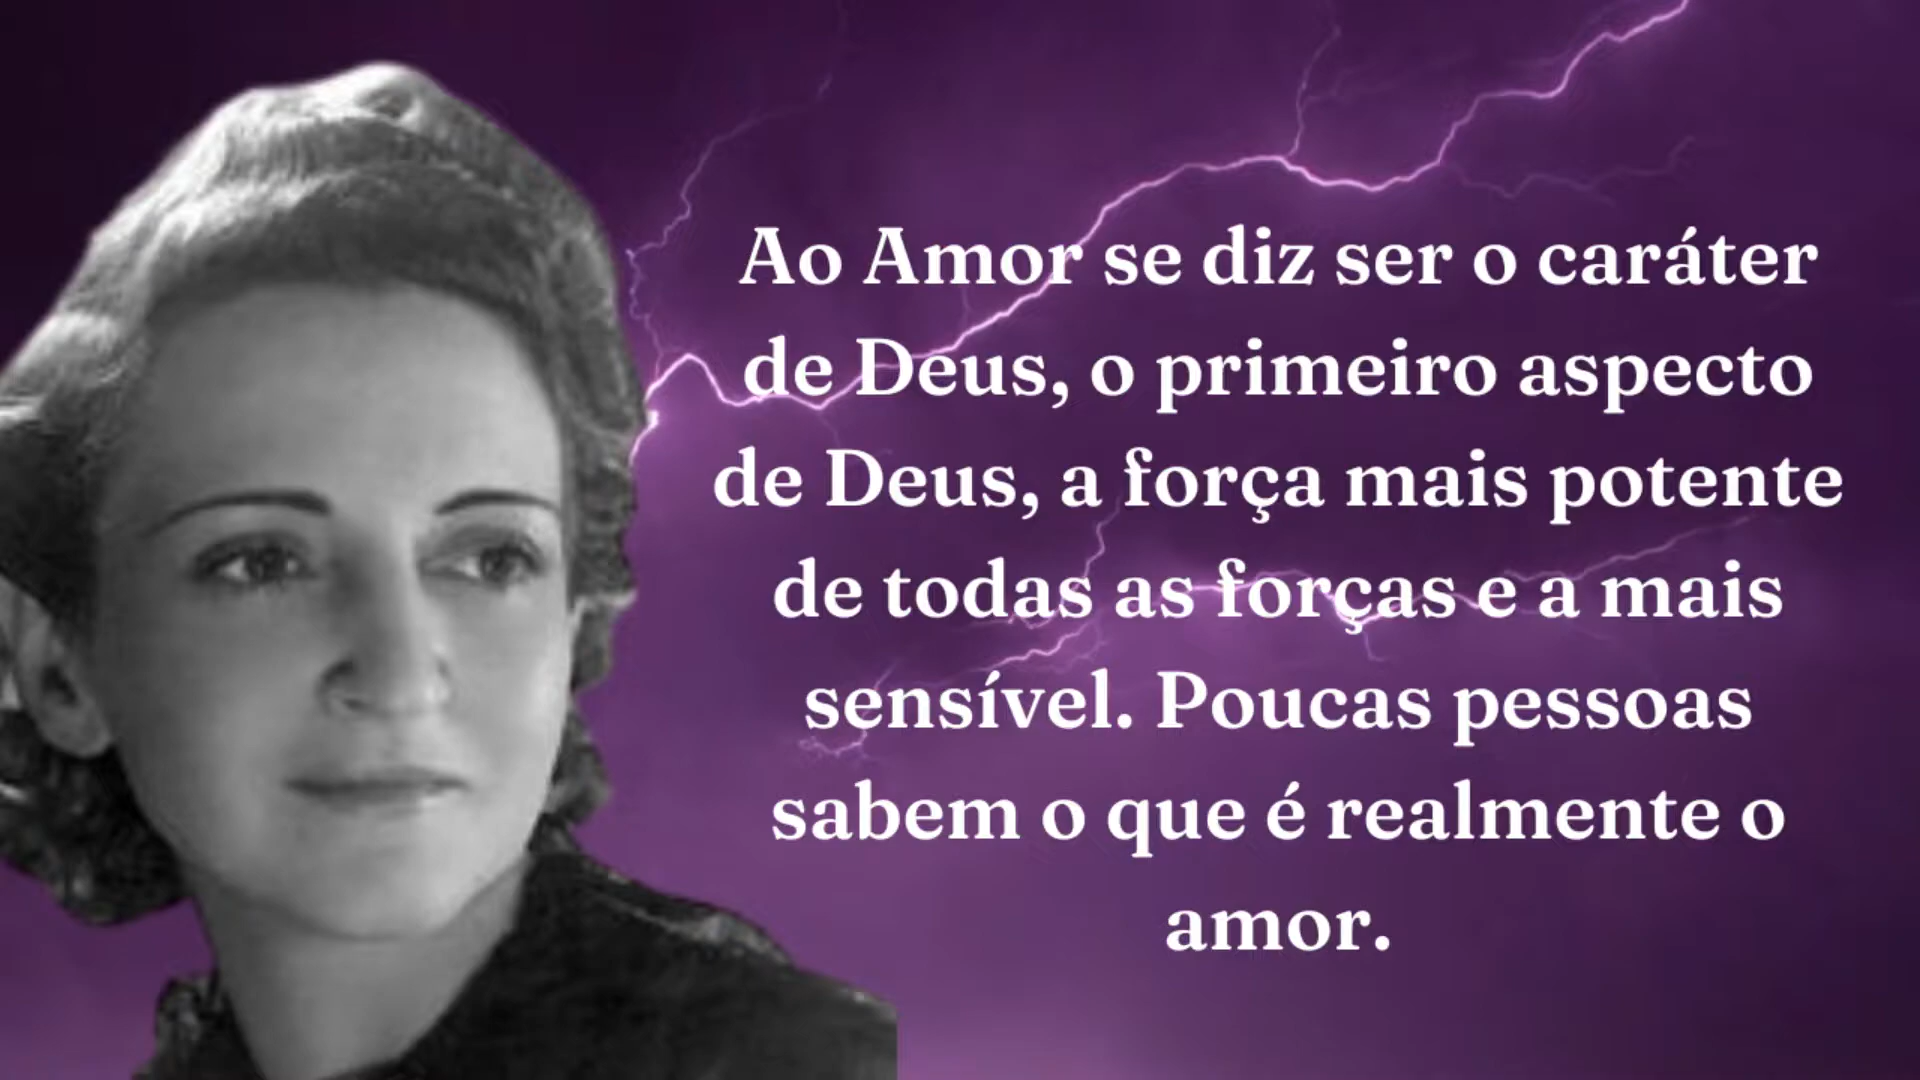 Ao Amor se diz ser o caráter
de Deus, o primeiro aspecto
de Deus, a força mais potente
de todas as forças e a mais
sensível. Poucas pessoas
sabem o que é realmente o
amor.